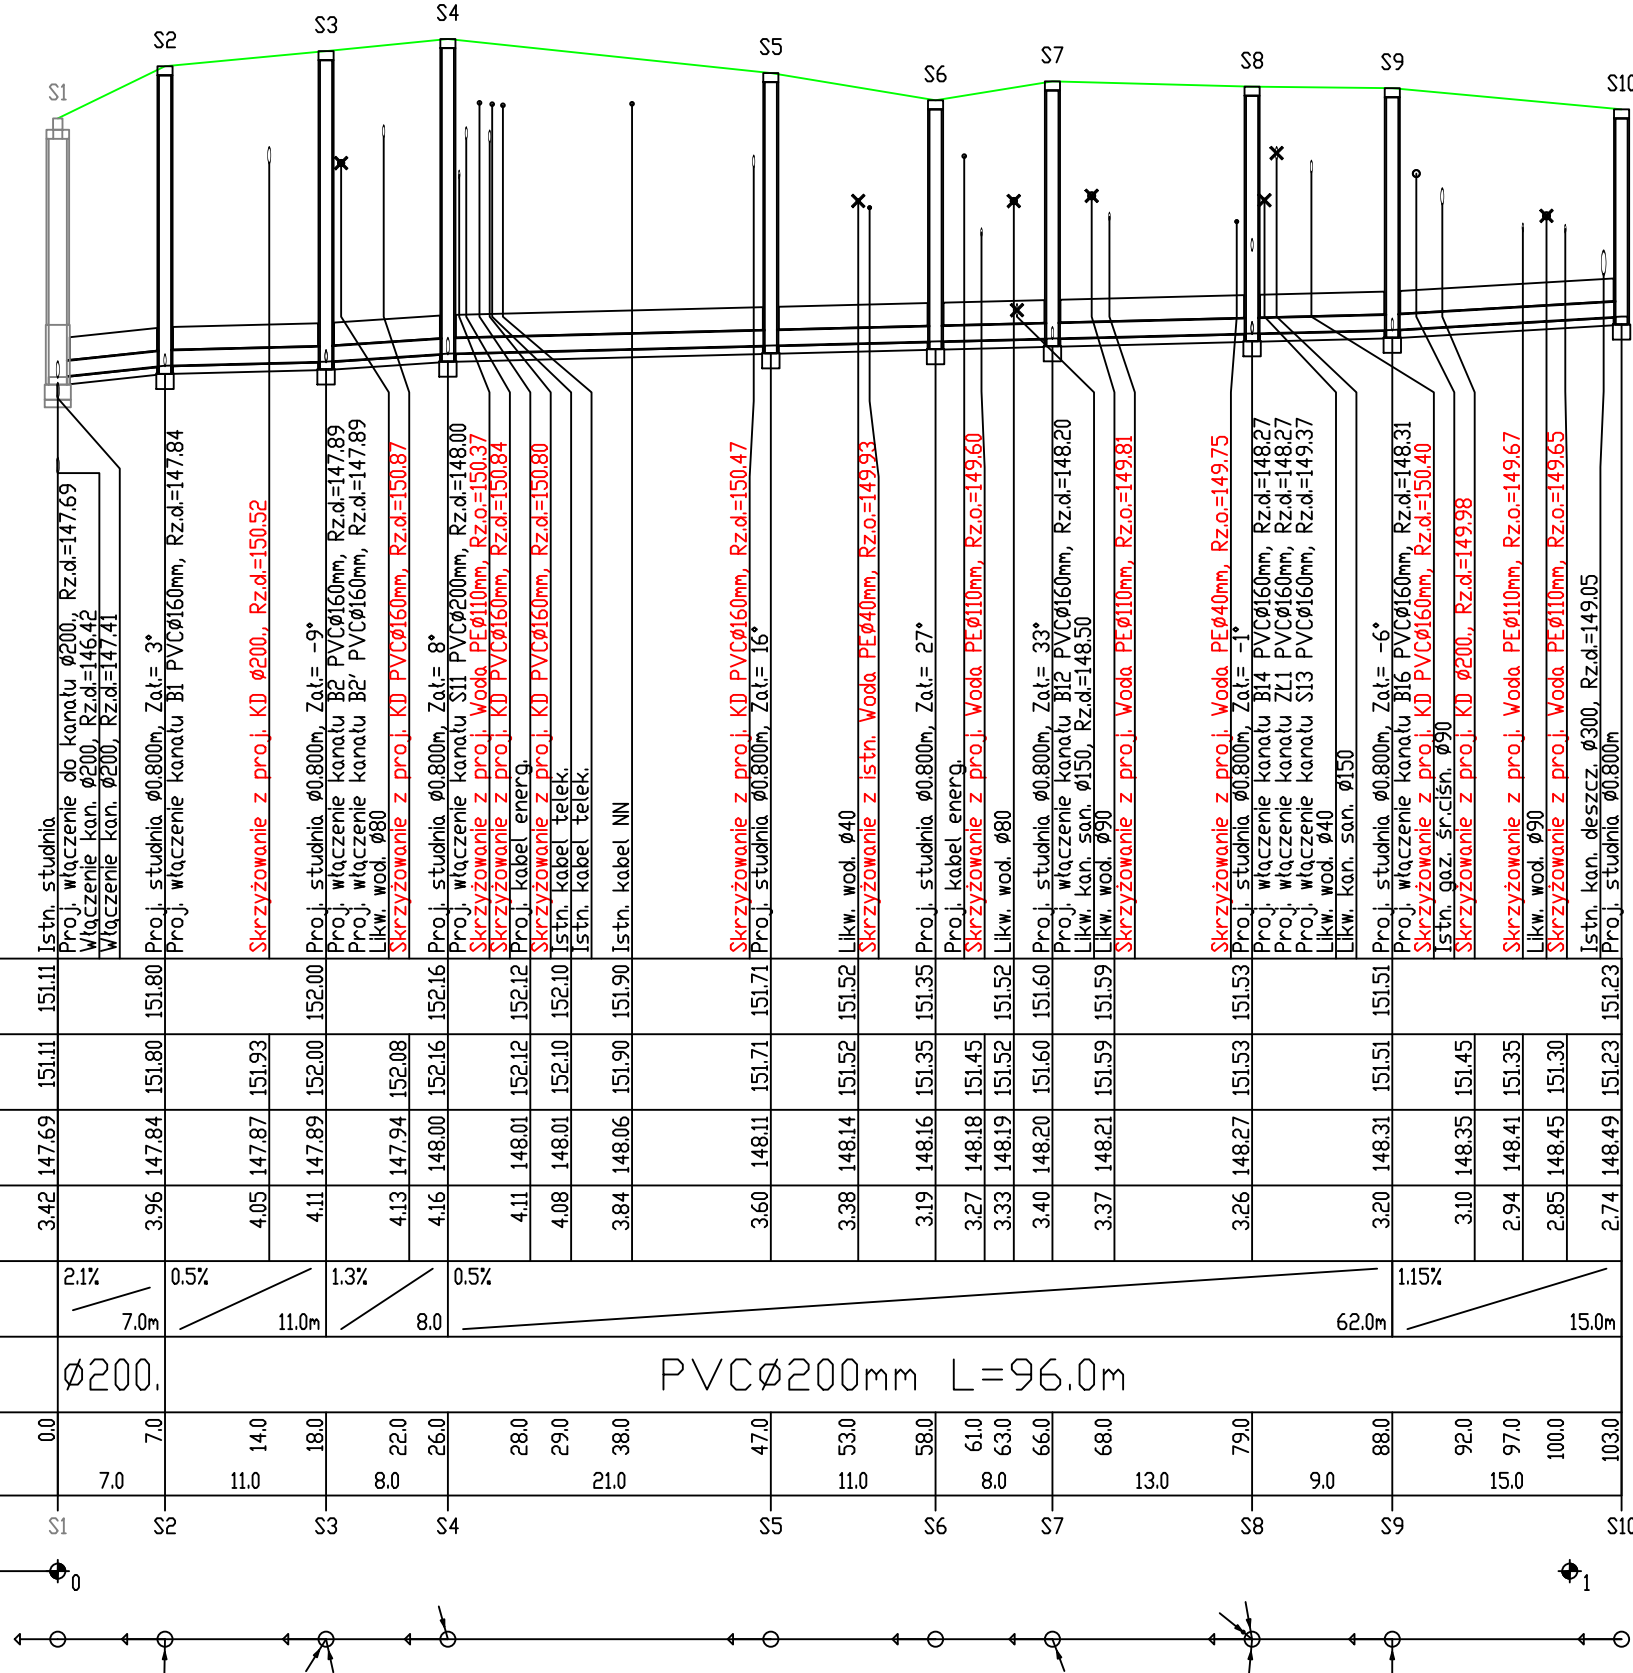 S1
S2
S3
S4
S5
S6
S7
S8
S9
S10
Istn. studnia
Proj. włączenie do kanału ø200., Rz.d.=147.69
Włączenie kan. ø200, Rz.d.=146.42
Włączenie kan. ø200, Rz.d.=147.41
Proj. studnia ø0.800m, Zał.= 3°
Proj. włączenie kanału B1 PVCø160mm, Rz.d.=147.84
Skrzyżowanie z proj. KD ø200., Rz.d.=150.52
Proj. studnia ø0.800m, Zał.= -9°
Proj. włączenie kanału B2 PVCø160mm, Rz.d.=147.89
Proj. włączenie kanału B2' PVCø160mm, Rz.d.=147.89
Likw. wod. ø80
Skrzyżowanie z proj. KD PVCø160mm, Rz.d.=150.87
Proj. studnia ø0.800m, Zał.= 8°
Proj. włączenie kanału S11 PVCø200mm, Rz.d.=148.00
Skrzyżowanie z proj. Woda PEø110mm, Rz.o.=150.37
Skrzyżowanie z proj. KD PVCø160mm, Rz.d.=150.84
Proj. kabel energ.
Skrzyżowanie z proj. KD PVCø160mm, Rz.d.=150.80
Istn. kabel telek.
Istn. kabel telek.
Istn. kabel NN
Skrzyżowanie z proj. KD PVCø160mm, Rz.d.=150.47
Proj. studnia ø0.800m, Zał.= 16°
Likw. wod. ø40
Skrzyżowanie z istn. Woda PEø40mm, Rz.o.=149.93
Proj. studnia ø0.800m, Zał.= 27°
Proj. kabel energ.
Skrzyżowanie z proj. Woda PEø110mm, Rz.o.=149.60
Likw. wod. ø80
Proj. studnia ø0.800m, Zał.= 33°
Proj. włączenie kanału B12 PVCø160mm, Rz.d.=148.20
Likw. kan. san. ø150, Rz.d.=148.50
Likw. wod. ø90
Skrzyżowanie z proj. Woda PEø110mm, Rz.o.=149.81
Skrzyżowanie z proj. Woda PEø40mm, Rz.o.=149.75
Proj. studnia ø0.800m, Zał.= -1°
Proj. włączenie kanału B14 PVCø160mm, Rz.d.=148.27
Proj. włączenie kanału ZŁ1 PVCø160mm, Rz.d.=148.27
Proj. włączenie kanału S13 PVCø160mm, Rz.d.=149.37
Likw. wod. ø40
Likw. kan. san. ø150
Proj. studnia ø0.800m, Zał.= -6°
Proj. włączenie kanału B16 PVCø160mm, Rz.d.=148.31
Skrzyżowanie z proj. KD PVCø160mm, Rz.d.=150.40
Istn. gaz. śr.ciśn. ø90
Skrzyżowanie z proj. KD ø200., Rz.d.=149.98
Skrzyżowanie z proj. Woda PEø110mm, Rz.o.=149.67
Likw. wod. ø90
Skrzyżowanie z proj. Woda PEø110mm, Rz.o.=149.65
Istn. kan. deszcz. ø300, Rz.d.=149.05
Proj. studnia ø0.800m
151.11 151.80 152.00 152.16 152.12 152.10 151.90 151.71 151.52 151.35 151.52 151.60 151.59 151.53 151.51 151.23
151.11 151.80 151.93 152.00 152.08 152.16 152.12 152.10 151.90 151.71 151.52 151.35 151.45 151.52 151.60 151.59 151.53 151.51 151.45 151.35 151.30 151.23
147.69 147.84 147.87 147.89 147.94 148.00 148.01 148.01 148.06 148.11 148.14 148.16 148.18 148.19 148.20 148.21 148.27 148.31 148.35 148.41 148.45 148.49
3.42 3.96 4.05 4.11 4.13 4.16 4.11 4.08 3.84 3.60 3.38 3.19 3.27 3.33 3.40 3.37 3.26 3.20 3.10 2.94 2.85 2.74
2.1% 0.5% 1.3% 0.5% 1.15%
7.0m 11.0m 8.0 62.0m 15.0m
ø200. PVCø200mm L=96.0m
0.0 7.0 14.0 18.0 22.0 26.0 28.0 29.0 38.0 47.0 53.0 58.0 61.0 63.0 66.0 68.0 79.0 88.0 92.0 97.0 100.0 103.0
7.0 11.0 8.0 21.0 11.0 8.0 13.0 9.0 15.0
S1 S2 S3 S4 S5 S6 S7 S8 S9 S10
0 1